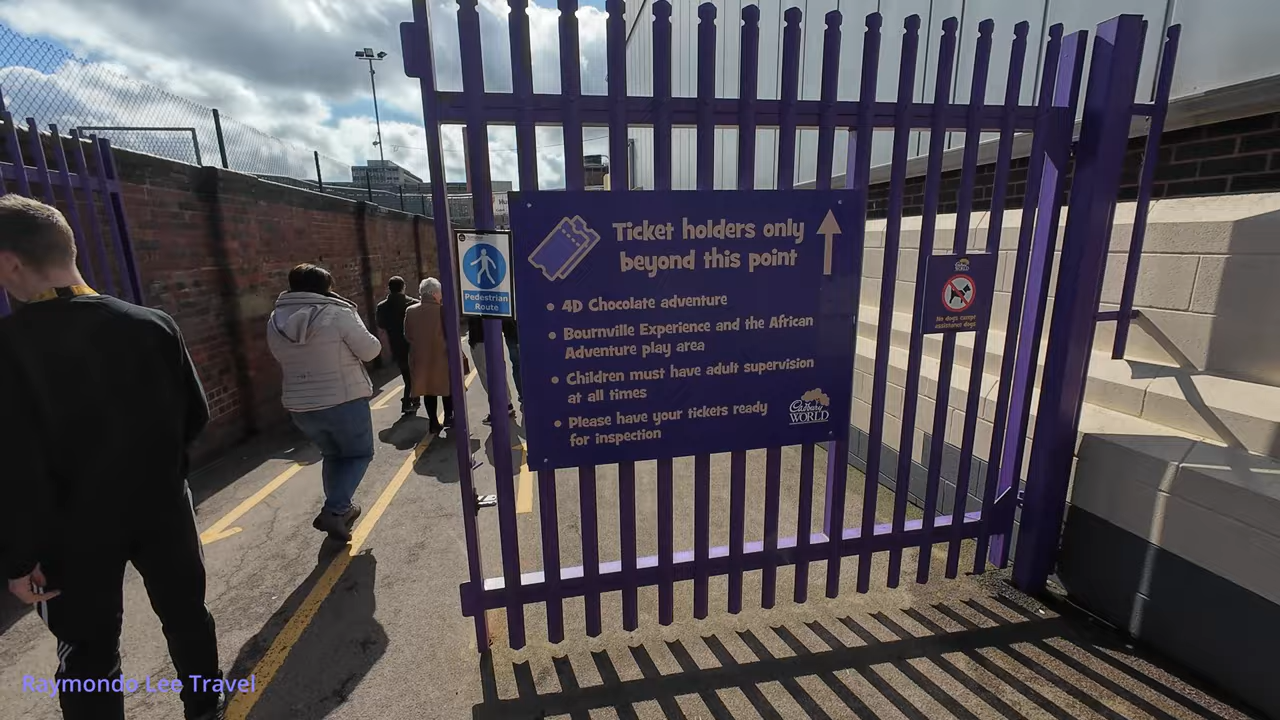 Ticket holders only
beyond this point
• 4D Chocolate adventure
• Bournville Experience and the African
Adventure play area
• Children must have adult supervision
at all times
• Please have your tickets ready
for inspection
Cadbury
WORLD
Pedestrian
Route
WORLD
No dogs except
assistance dogs
Raymondo Lee Travel